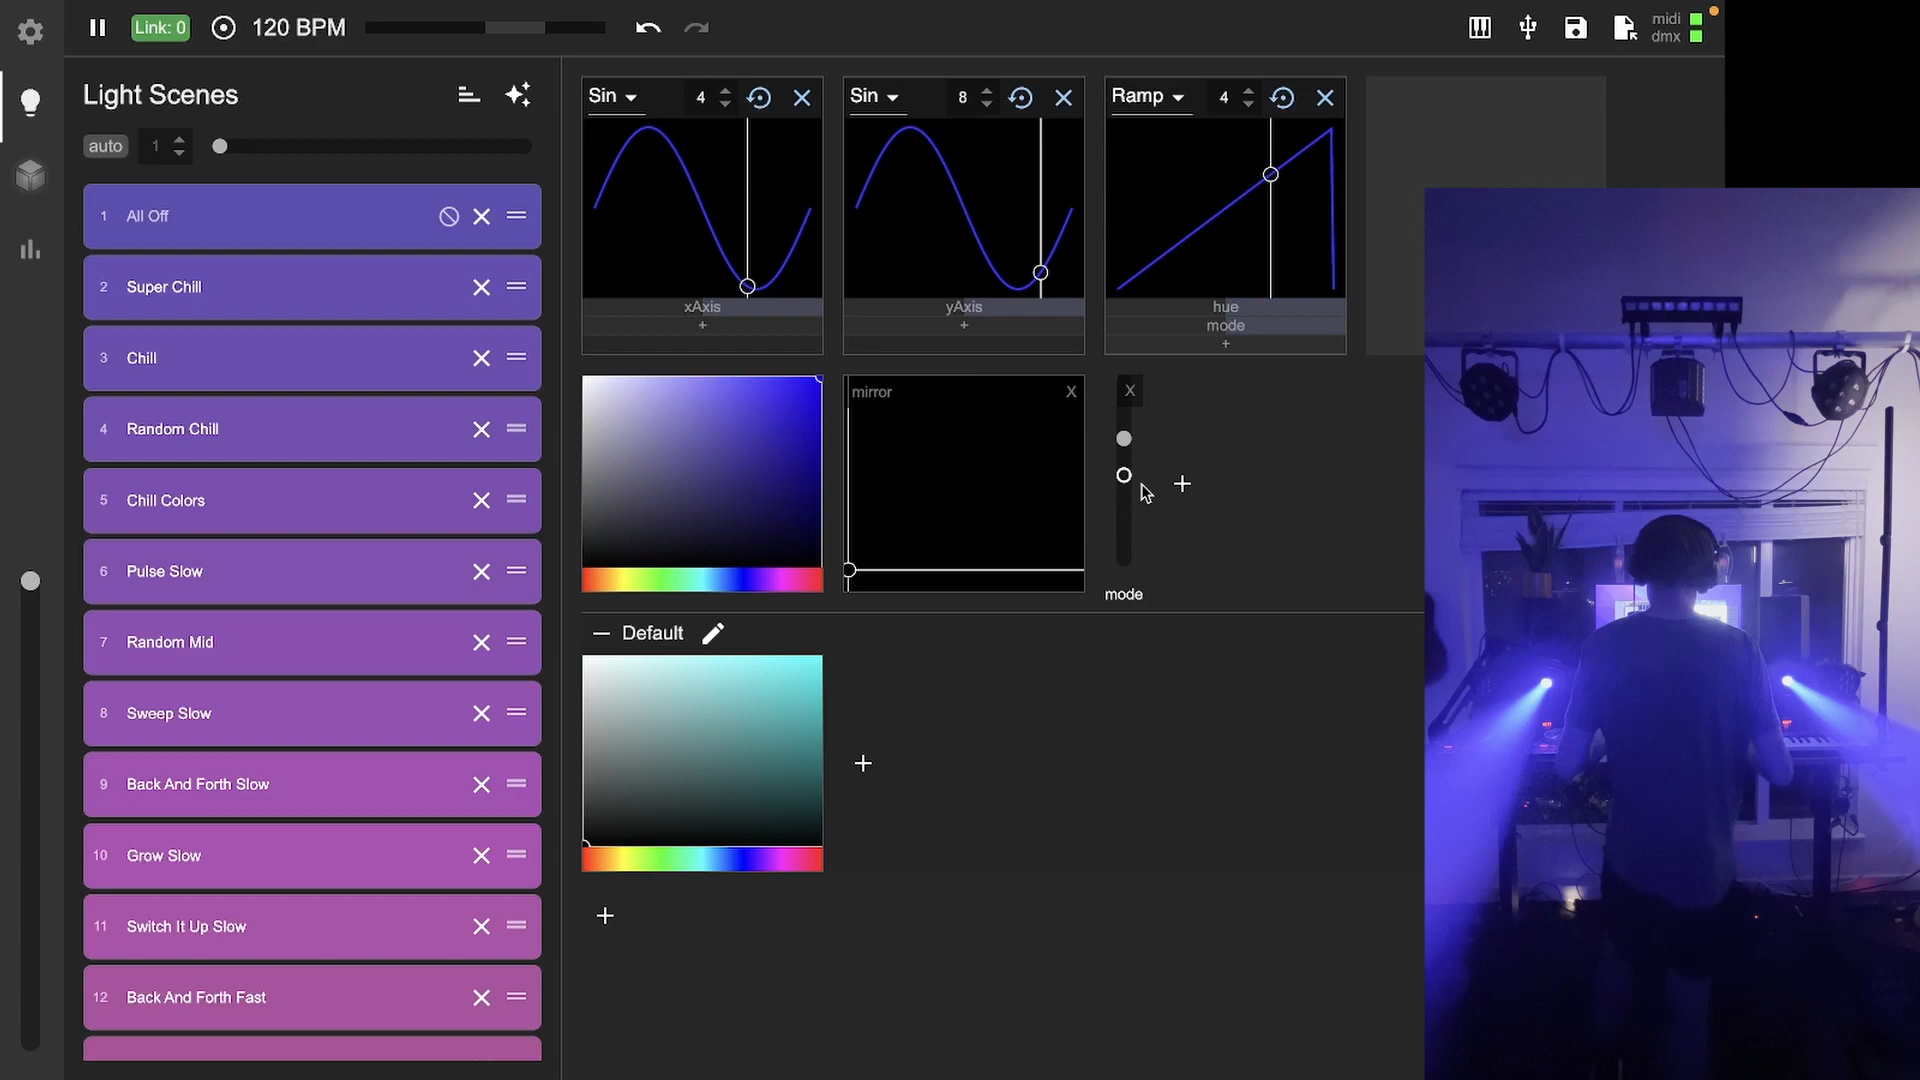 Link: 0
120 BPM
midi
dmx
Light Scenes
auto
1
1 All Off
2 Super Chill
3 Chill
4 Random Chill
5 Chill Colors
6 Pulse Slow
7 Random Mid
8 Sweep Slow
9 Back And Forth Slow
10 Grow Slow
11 Switch It Up Slow
12 Back And Forth Fast
Sin 4
xAxis
+
Sin 8
yAxis
+
Ramp 4
hue
mode
+
mirror X
X
mode
+
Default
+
+